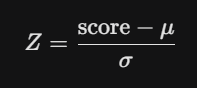 Z = (score − μ) / σ